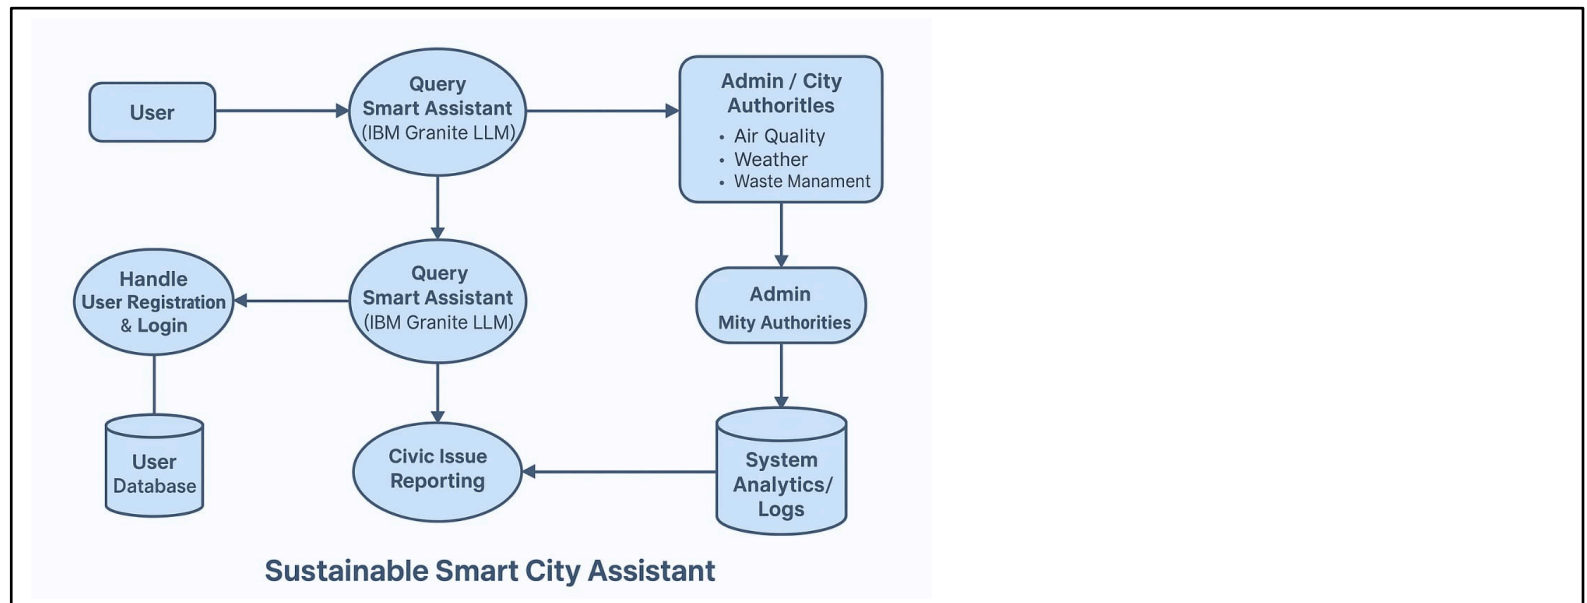 User
Query
Smart Assistant
(IBM Granite LLM)
Admin / City
Authoritles
• Air Quality
• Weather
• Waste Manament
Handle
User Registration
& Login
Query
Smart Assistant
(IBM Granite LLM)
Admin
Mity Authorities
User
Database
Civic Issue
Reporting
System
Analytics/
Logs
Sustainable Smart City Assistant